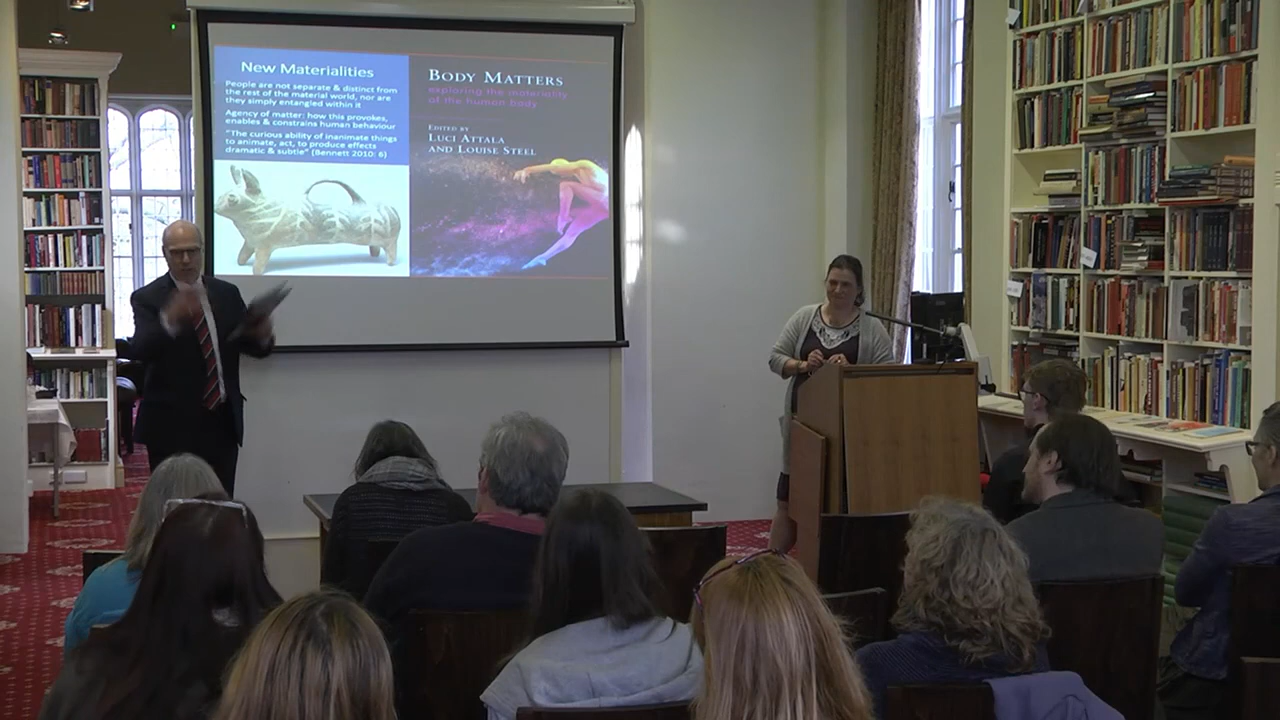 New Materialities
People are not separate & distinct from
the rest of the material world, nor are
they simply entangled within it
Agency of matter: how this provokes,
enables & constrains human behaviour
"The curious ability of inanimate things
to animate, act, to produce effects
dramatic & subtle" (Bennett 2010: 6)
BODY MATTERS
exploring the materiality
of the human body
EDITED BY
LUCI ATTALA
AND LOUISE STEEL